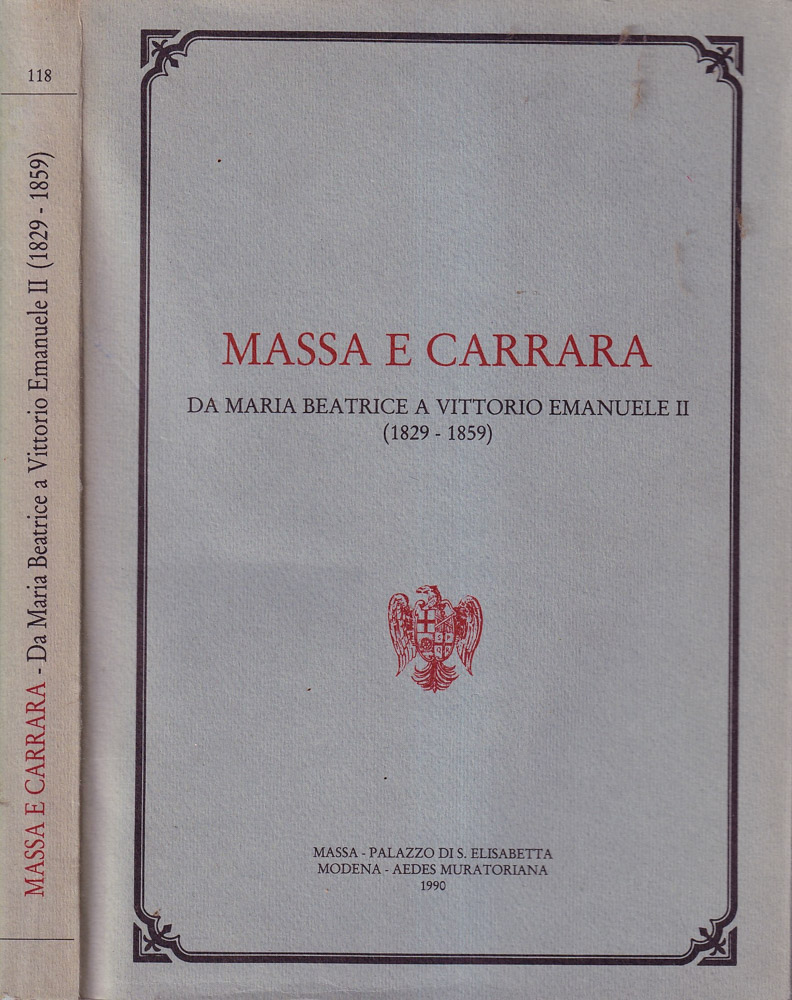 118
MASSA E CARRARA - Da Maria Beatrice a Vittorio Emanuele II (1829 - 1859)
MASSA E CARRARA
DA MARIA BEATRICE A VITTORIO EMANUELE II
(1829 - 1859)
MASSA - PALAZZO DI S. ELISABETTA
MODENA - AEDES MURATORIANA
1990